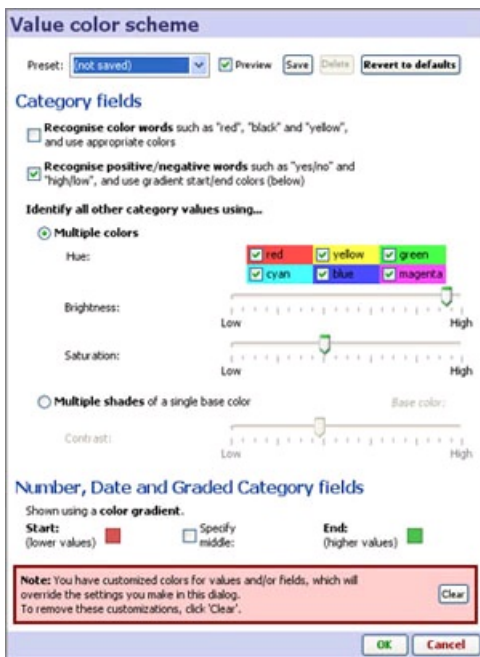 Value color scheme
Preset: (not saved) Preview Save Delete Revert to defaults
Category fields
Recognise color words such as "red", "black" and "yellow",
and use appropriate colors
Recognise positive/negative words such as "yes/no" and
"high/low", and use gradient start/end colors (below)
Identify all other category values using...
Multiple colors
Hue: red yellow green
cyan blue magenta
Brightness:
Low High
Saturation:
Low High
Multiple shades of a single base color Base color:
Contrast:
Low High
Number, Date and Graded Category fields
Shown using a color gradient.
Start: Specify End:
(lower values) middle: (higher values)
Note: You have customized colors for values and/or fields, which will
override the settings you make in this dialog. Clear
To remove these customizations, click 'Clear'.
OK Cancel